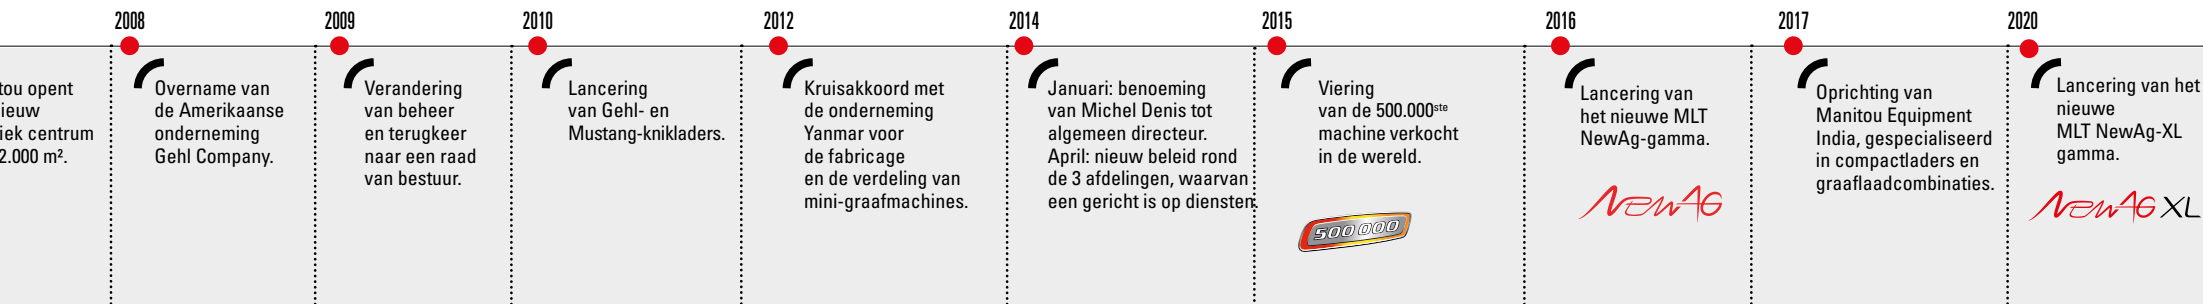 tou opent
ieuw
iek centrum
2.000 m².
2008
Overname van
de Amerikaanse
onderneming
Gehl Company.
2009
Verandering
van beheer
en terugkeer
naar een raad
van bestuur.
2010
Lancering
van Gehl- en
Mustang-knikladers.
2012
Kruisakkoord met
de onderneming
Yanmar voor
de fabricage
en de verdeling van
mini-graafmachines.
2014
Januari: benoeming
van Michel Denis tot
algemeen directeur.
April: nieuw beleid rond
de 3 afdelingen, waarvan
een gericht is op diensten.
2015
Viering
van de 500.000ste
machine verkocht
in de wereld.
500 000
2016
Lancering van
het nieuwe MLT
NewAg-gamma.
NEWAG
2017
Oprichting van
Manitou Equipment
India, gespecialiseerd
in compactladers en
graaflaadcombinaties.
2020
Lancering van het
nieuwe
MLT NewAg-XL
gamma.
NEWAG XL